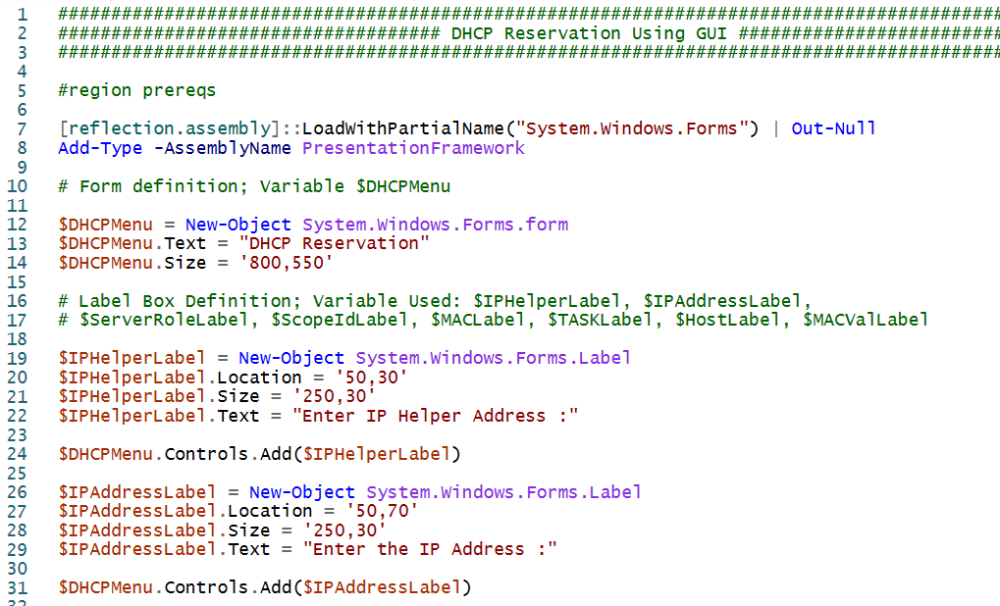 1 #########################################################################################
2 #################################### DHCP Reservation Using GUI #########################
3 #########################################################################################
4
5 #region prereqs
6
7 [reflection.assembly]::LoadWithPartialName("System.Windows.Forms") | Out-Null
8 Add-Type -AssemblyName PresentationFramework
9
10 # Form definition; Variable $DHCPMenu
11
12 $DHCPMenu = New-Object System.Windows.Forms.form
13 $DHCPMenu.Text = "DHCP Reservation"
14 $DHCPMenu.Size = '800,550'
15
16 # Label Box Definition; Variable Used: $IPHelperLabel, $IPAddressLabel,
17 # $ServerRoleLabel, $ScopeIdLabel, $MACLabel, $TASKLabel, $HostLabel, $MACValLabel
18
19 $IPHelperLabel = New-Object System.Windows.Forms.Label
20 $IPHelperLabel.Location = '50,30'
21 $IPHelperLabel.Size = '250,30'
22 $IPHelperLabel.Text = "Enter IP Helper Address :"
23
24 $DHCPMenu.Controls.Add($IPHelperLabel)
25
26 $IPAddressLabel = New-Object System.Windows.Forms.Label
27 $IPAddressLabel.Location = '50,70'
28 $IPAddressLabel.Size = '250,30'
29 $IPAddressLabel.Text = "Enter the IP Address :"
30
31 $DHCPMenu.Controls.Add($IPAddressLabel)
32